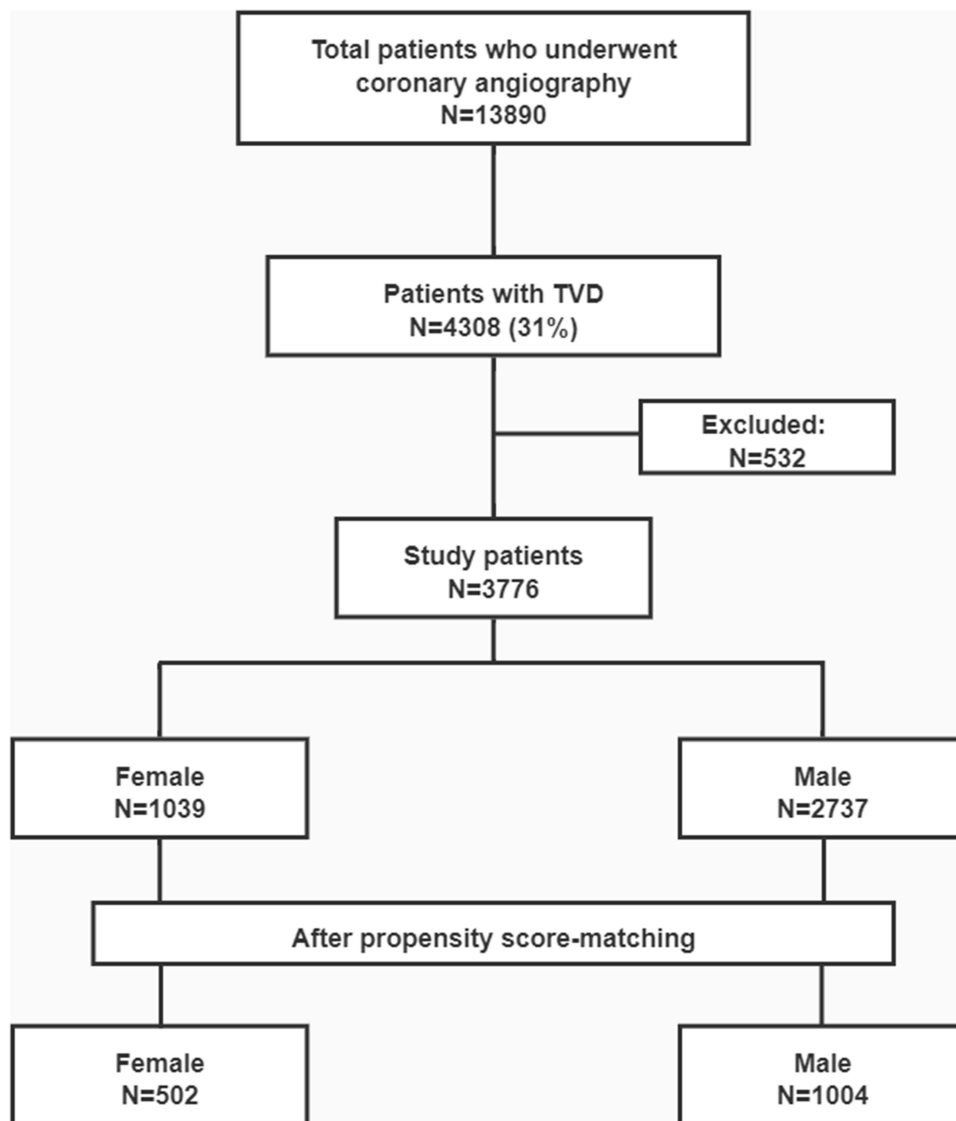 Total patients who underwent
coronary angiography
N=13890
Patients with TVD
N=4308 (31%)
Excluded:
N=532
Study patients
N=3776
Female
N=1039
Male
N=2737
After propensity score-matching
Female
N=502
Male
N=1004